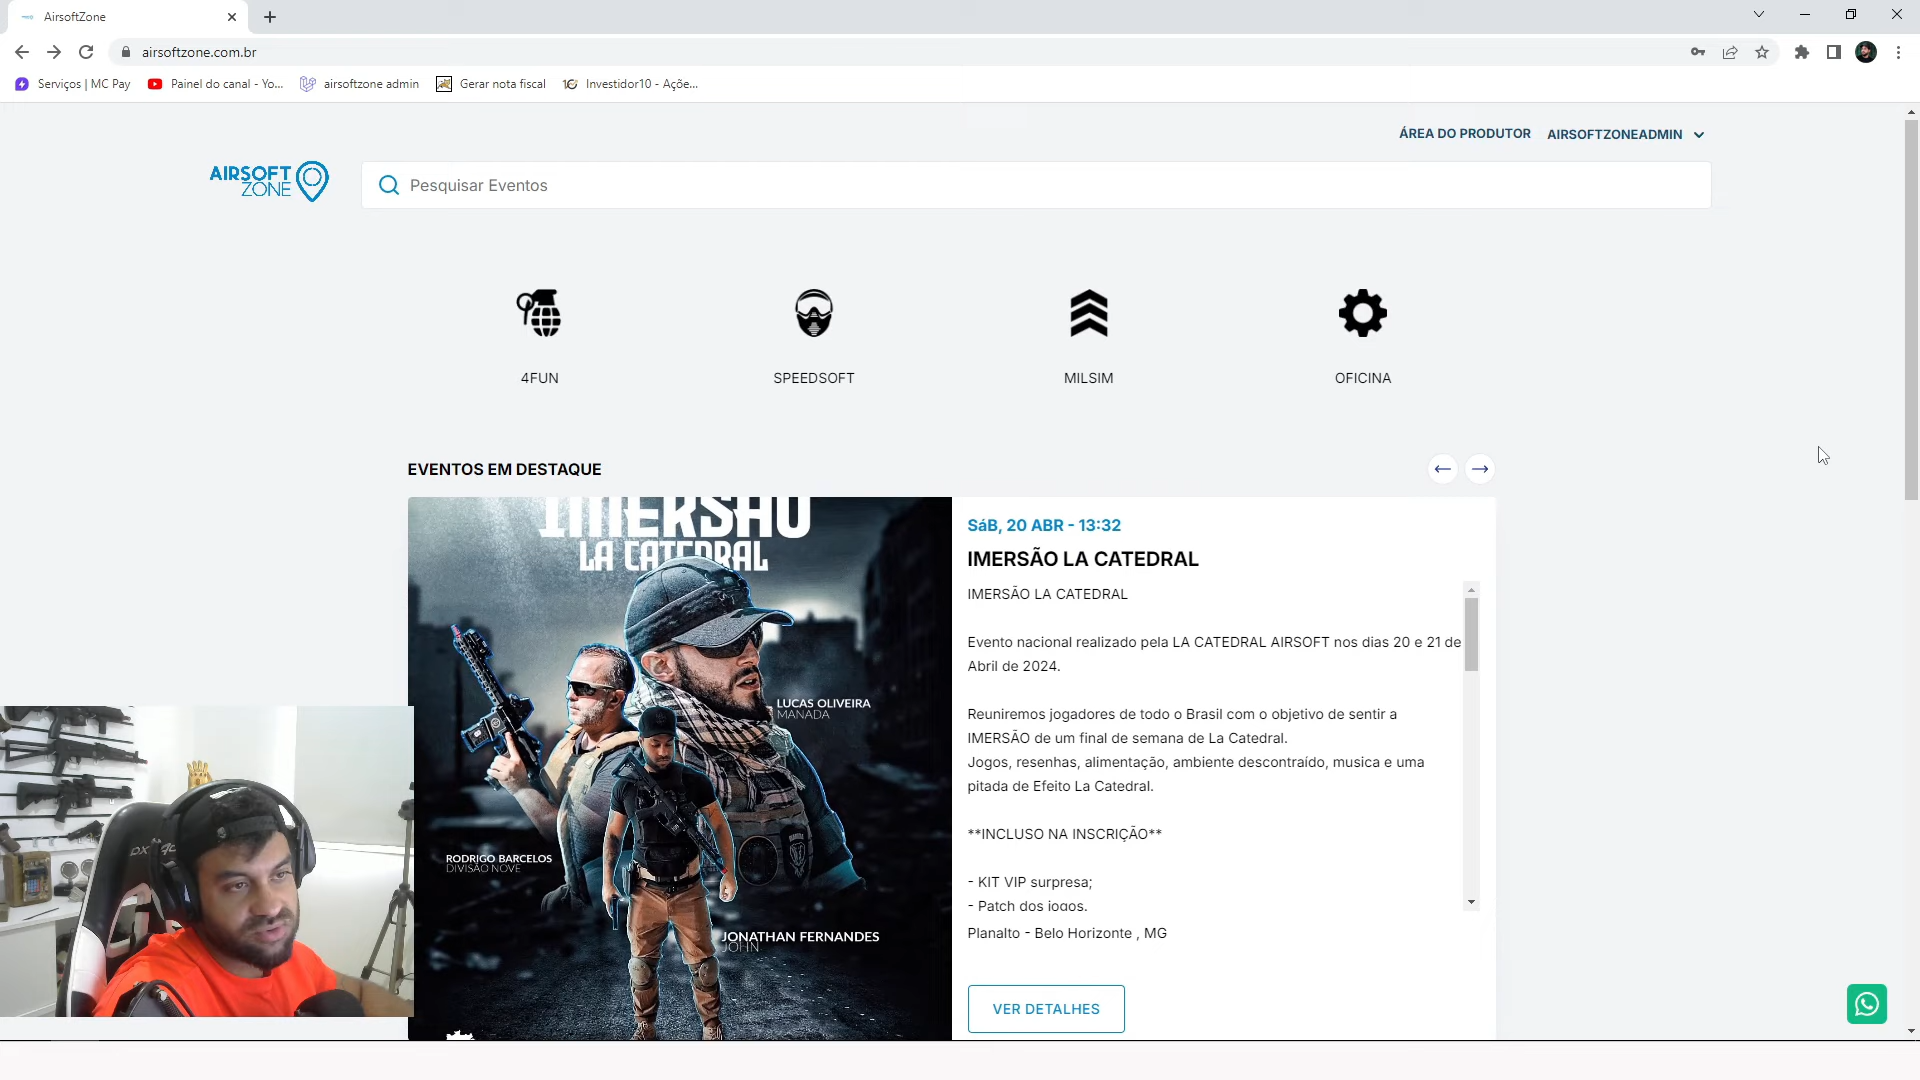 AirsoftZone
airsoftzone.com.br
Serviços | MC Pay
Painel do canal - Yo...
airsoftzone admin
Gerar nota fiscal
Investidor10 - Açõe...
ÁREA DO PRODUTOR
AIRSOFTZONEADMIN
AIRSOFT
ZONE
Pesquisar Eventos
4FUN
SPEEDSOFT
MILSIM
OFICINA
EVENTOS EM DESTAQUE
IMERSÃO
LA CATEDRAL
LUCAS OLIVEIRA
MANADA
RODRIGO BARCELOS
DIVISÃO NOVE
JONATHAN FERNANDES
JOHN
SáB, 20 ABR - 13:32
IMERSÃO LA CATEDRAL
IMERSÃO LA CATEDRAL
Evento nacional realizado pela LA CATEDRAL AIRSOFT nos dias 20 e 21 de
Abril de 2024.
Reuniremos jogadores de todo o Brasil com o objetivo de sentir a
IMERSÃO de um final de semana de La Catedral.
Jogos, resenhas, alimentação, ambiente descontraído, musica e uma
pitada de Efeito La Catedral.
**INCLUSO NA INSCRIÇÃO**
- KIT VIP surpresa;
- Patch dos jogos.
Planalto - Belo Horizonte , MG
VER DETALHES